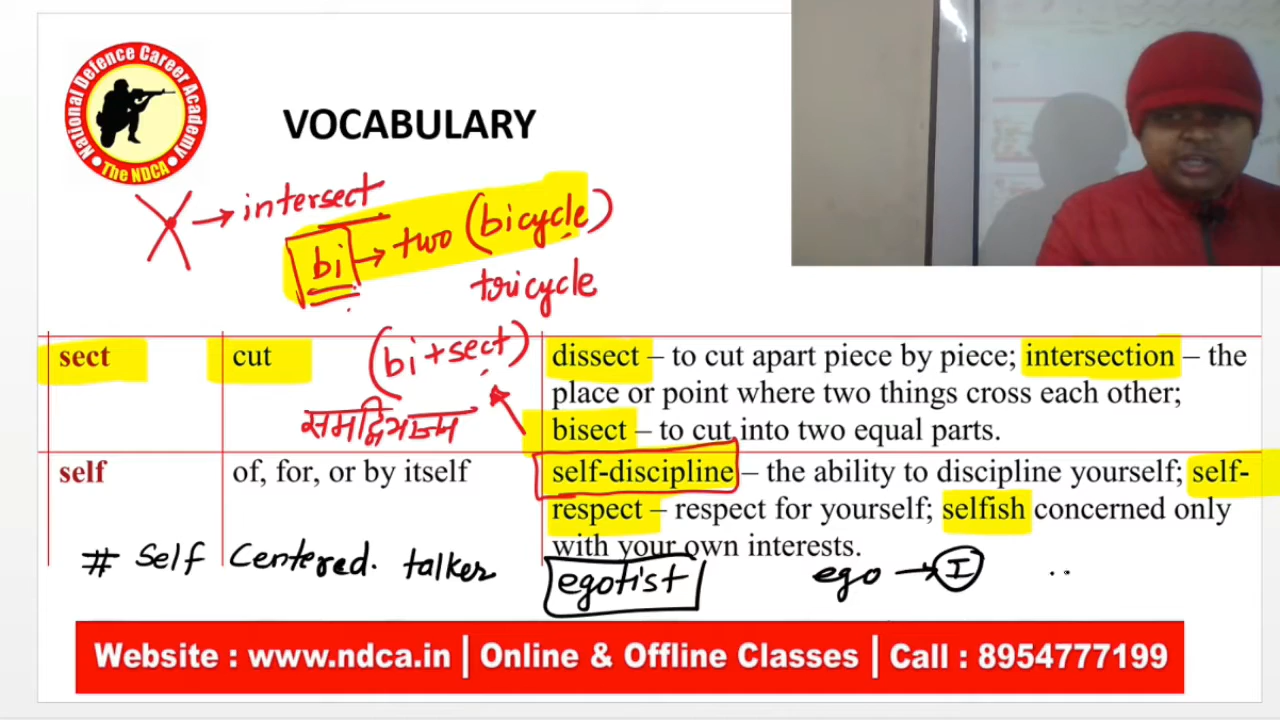 National Defence Career Academy
• The NDCA •
VOCABULARY
→ intersect
bi → two (bicycle)
tricycle
(bi+sect)
sect cut dissect – to cut apart piece by piece; intersection – the
place or point where two things cross each other;
समद्विभाजन bisect – to cut into two equal parts.
self of, for, or by itself self-discipline – the ability to discipline yourself; self-
respect – respect for yourself; selfish concerned only
with your own interests.
# Self Centered. talker egotist ego → I
Website : www.ndca.in | Online & Offline Classes | Call : 8954777199